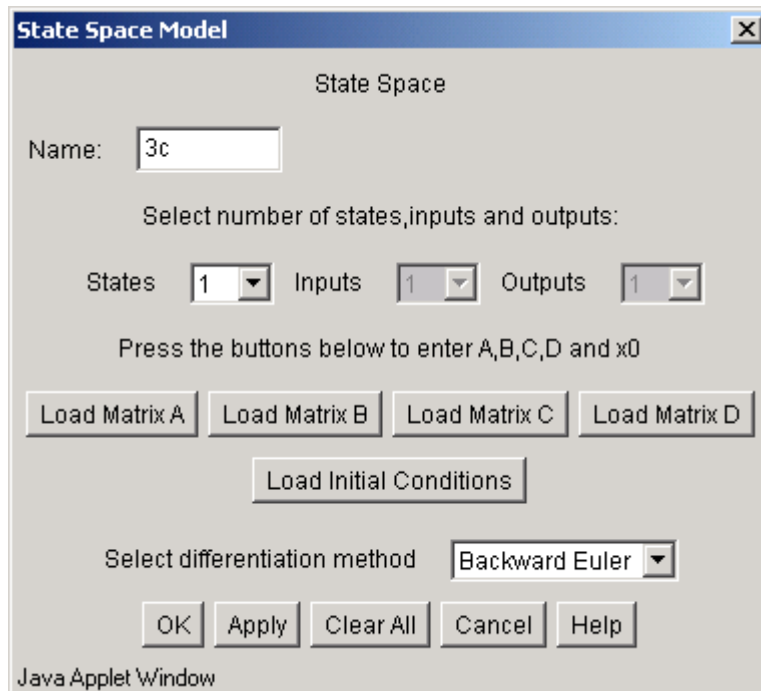 State Space Model
State Space
Name: 3c
Select number of states,inputs and outputs:
States 1 Inputs 1 Outputs 1
Press the buttons below to enter A,B,C,D and x0
Load Matrix A Load Matrix B Load Matrix C Load Matrix D
Load Initial Conditions
Select differentiation method Backward Euler
OK Apply Clear All Cancel Help
Java Applet Window